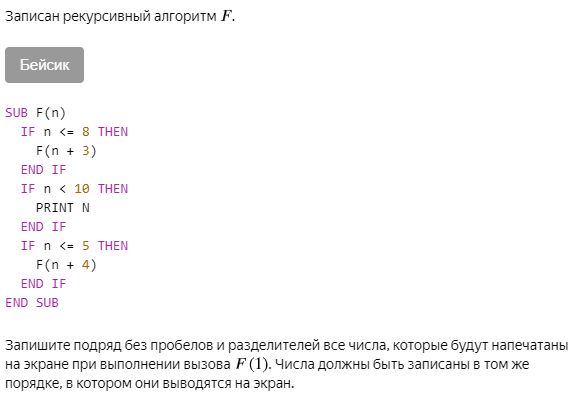 Записан рекурсивный алгоритм F.
Бейсик
SUB F(n)
  IF n <= 8 THEN
    F(n + 3)
  END IF
  IF n < 10 THEN
    PRINT N
  END IF
  IF n <= 5 THEN
    F(n + 4)
  END IF
END SUB
Запишите подряд без пробелов и разделителей все числа, которые будут напечатаны
на экране при выполнении вызова F (1). Числа должны быть записаны в том же
порядке, в котором они выводятся на экран.